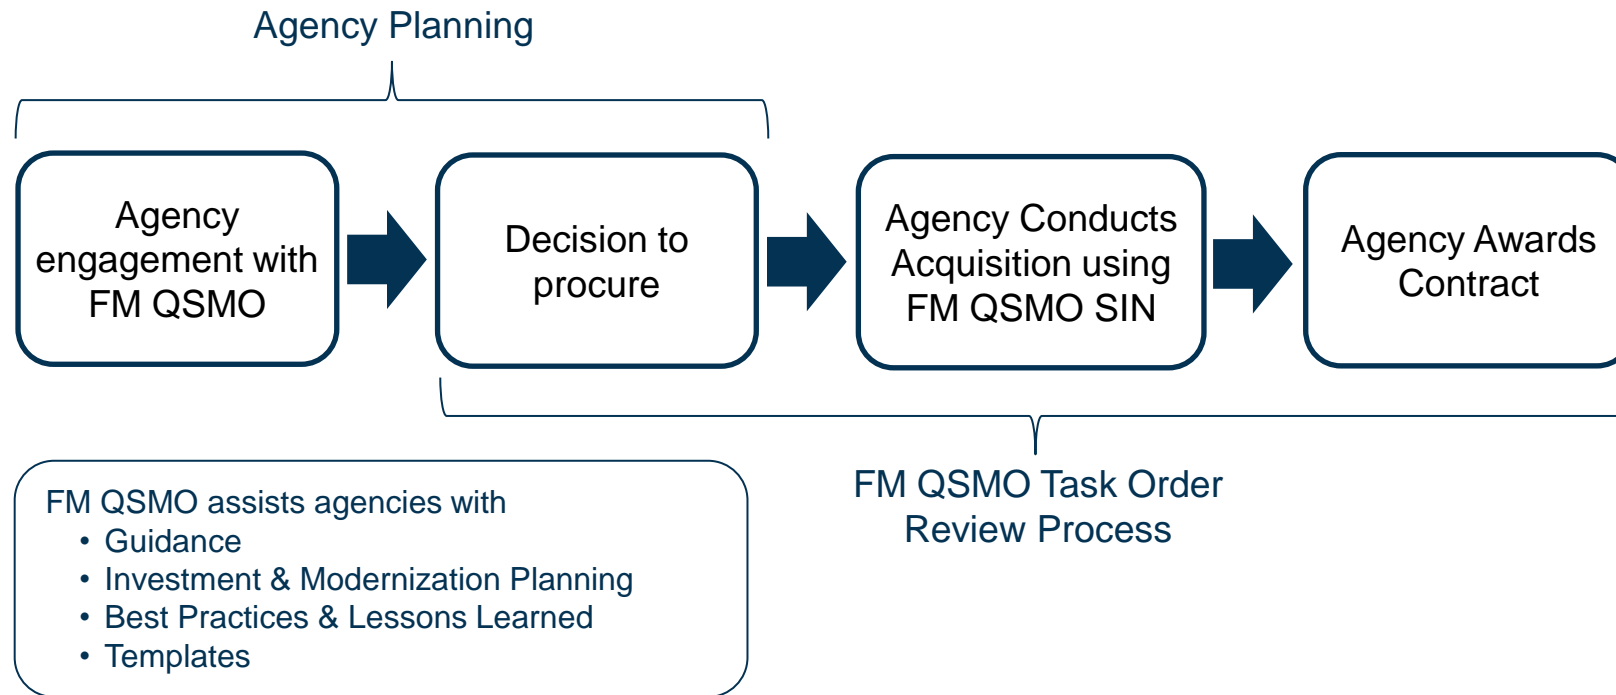 Agency Planning
Agency
engagement with
FM QSMO
Decision to
procure
Agency Conducts
Acquisition using
FM QSMO SIN
Agency Awards
Contract
FM QSMO Task Order
Review Process
FM QSMO assists agencies with
• Guidance
• Investment & Modernization Planning
• Best Practices & Lessons Learned
• Templates